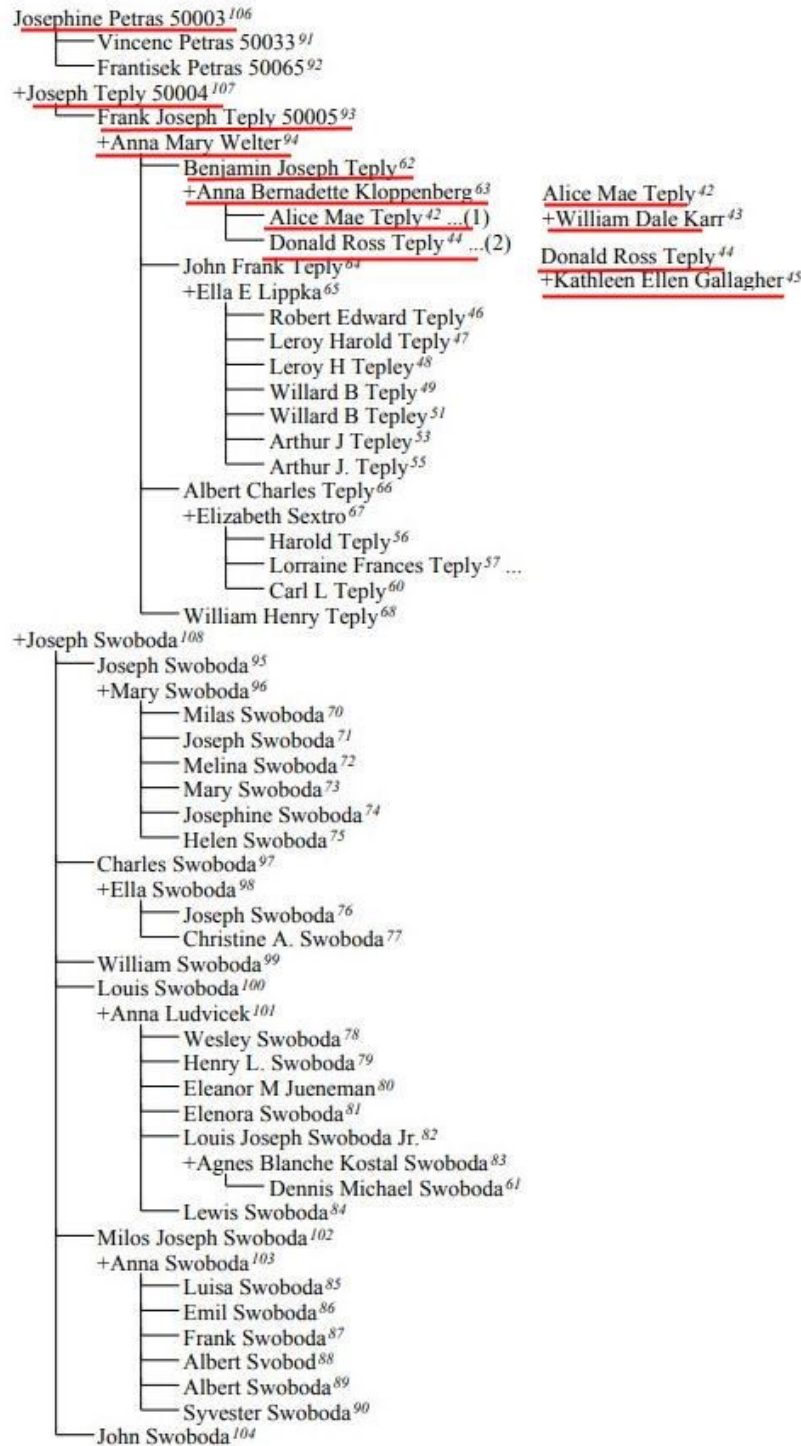 Josephine Petras 50003 106
Vincenc Petras 50033 91
Frantisek Petras 50065 92
+Joseph Teply 50004 107
Frank Joseph Teply 50005 93
+Anna Mary Welter 94
Benjamin Joseph Teply 62
+Anna Bernadette Kloppenberg 63
Alice Mae Teply 42 ...(1)
Donald Ross Teply 44 ...(2)
John Frank Teply 64
+Ella E Lippka 65
Robert Edward Teply 46
Leroy Harold Teply 47
Leroy H Tepley 48
Willard B Teply 49
Willard B Tepley 51
Arthur J Tepley 53
Arthur J. Teply 55
Albert Charles Teply 66
+Elizabeth Sextro 67
Harold Teply 56
Lorraine Frances Teply 57 ...
Carl L Teply 60
William Henry Teply 68
+Joseph Swoboda 108
Joseph Swoboda 95
+Mary Swoboda 96
Milas Swoboda 70
Joseph Swoboda 71
Melina Swoboda 72
Mary Swoboda 73
Josephine Swoboda 74
Helen Swoboda 75
Charles Swoboda 97
+Ella Swoboda 98
Joseph Swoboda 76
Christine A. Swoboda 77
William Swoboda 99
Louis Swoboda 100
+Anna Ludvicek 101
Wesley Swoboda 78
Henry L. Swoboda 79
Eleanor M Jueneman 80
Elenora Swoboda 81
Louis Joseph Swoboda Jr. 82
+Agnes Blanche Kostal Swoboda 83
Dennis Michael Swoboda 61
Lewis Swoboda 84
Milos Joseph Swoboda 102
+Anna Swoboda 103
Luisa Swoboda 85
Emil Swoboda 86
Frank Swoboda 87
Albert Svobod 88
Albert Swoboda 89
Syvester Swoboda 90
John Swoboda 104
Alice Mae Teply 42
+William Dale Karr 43
Donald Ross Teply 44
+Kathleen Ellen Gallagher 45